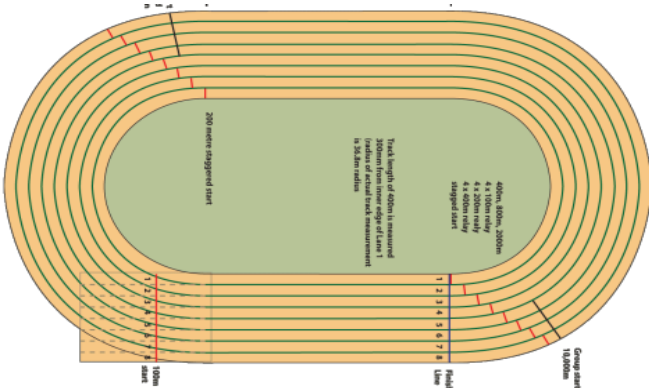 200 metre staggered start
Track length of 400m is measured
300mm from inner edge of Lane 1
(radius of actual track measurement
is 36.8m radius
400m, 800m, 2000m
4 x 100m relay
4 x 200m realy
4 x 400m relay
stagged start
1 2 3 4 5 6 7 8
100m
start
1 2 3 4 5 6 7 8
Finish
Line
Group start
10,000m